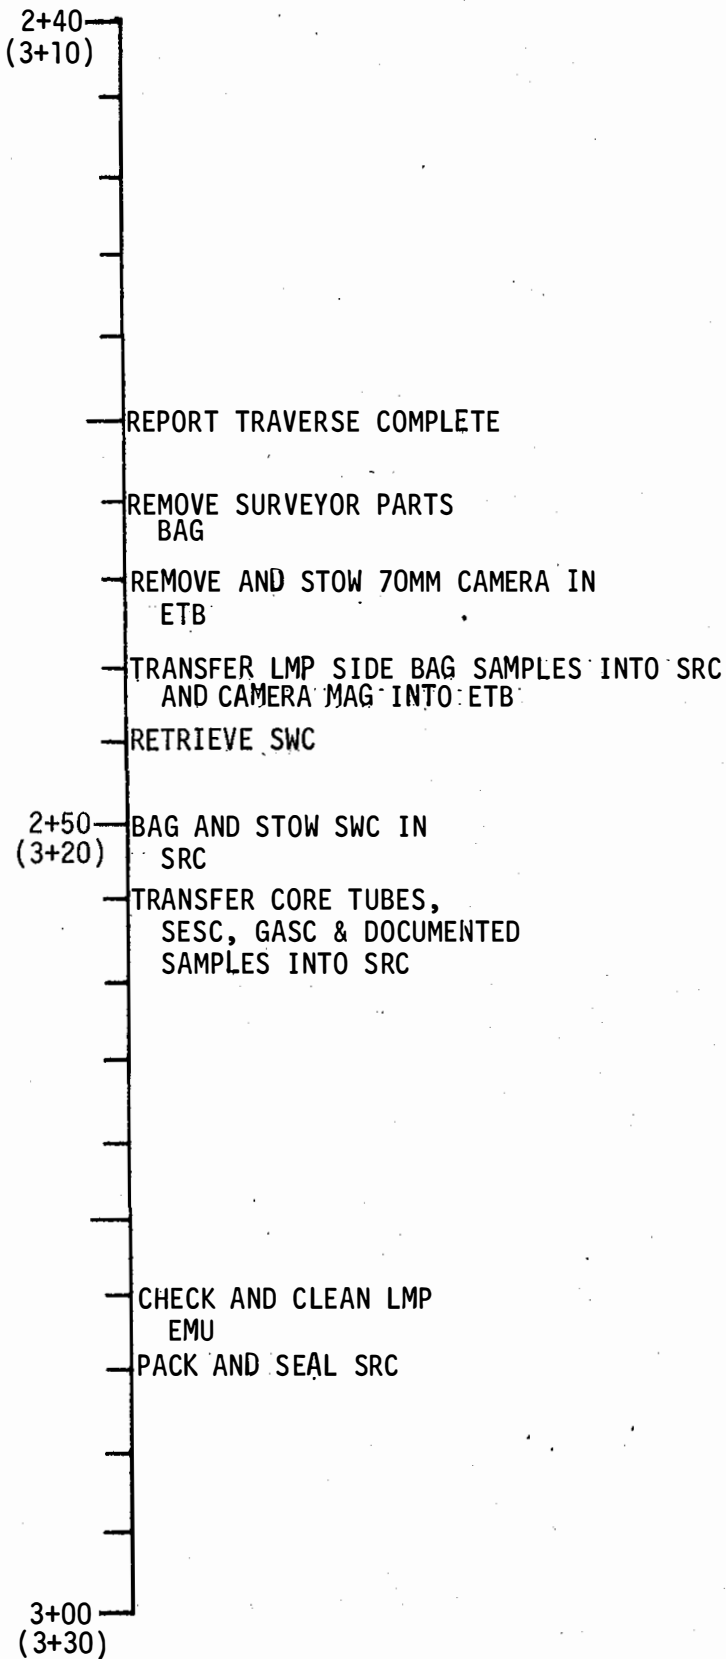 2+40
(3+10)
REPORT TRAVERSE COMPLETE
REMOVE SURVEYOR PARTS
BAG
REMOVE AND STOW 70MM CAMERA IN
ETB
TRANSFER LMP SIDE BAG SAMPLES INTO SRC
AND CAMERA MAG INTO ETB
RETRIEVE SWC
2+50
(3+20)
BAG AND STOW SWC IN
SRC
TRANSFER CORE TUBES,
SESC, GASC & DOCUMENTED
SAMPLES INTO SRC
CHECK AND CLEAN LMP
EMU
PACK AND SEAL SRC
3+00
(3+30)